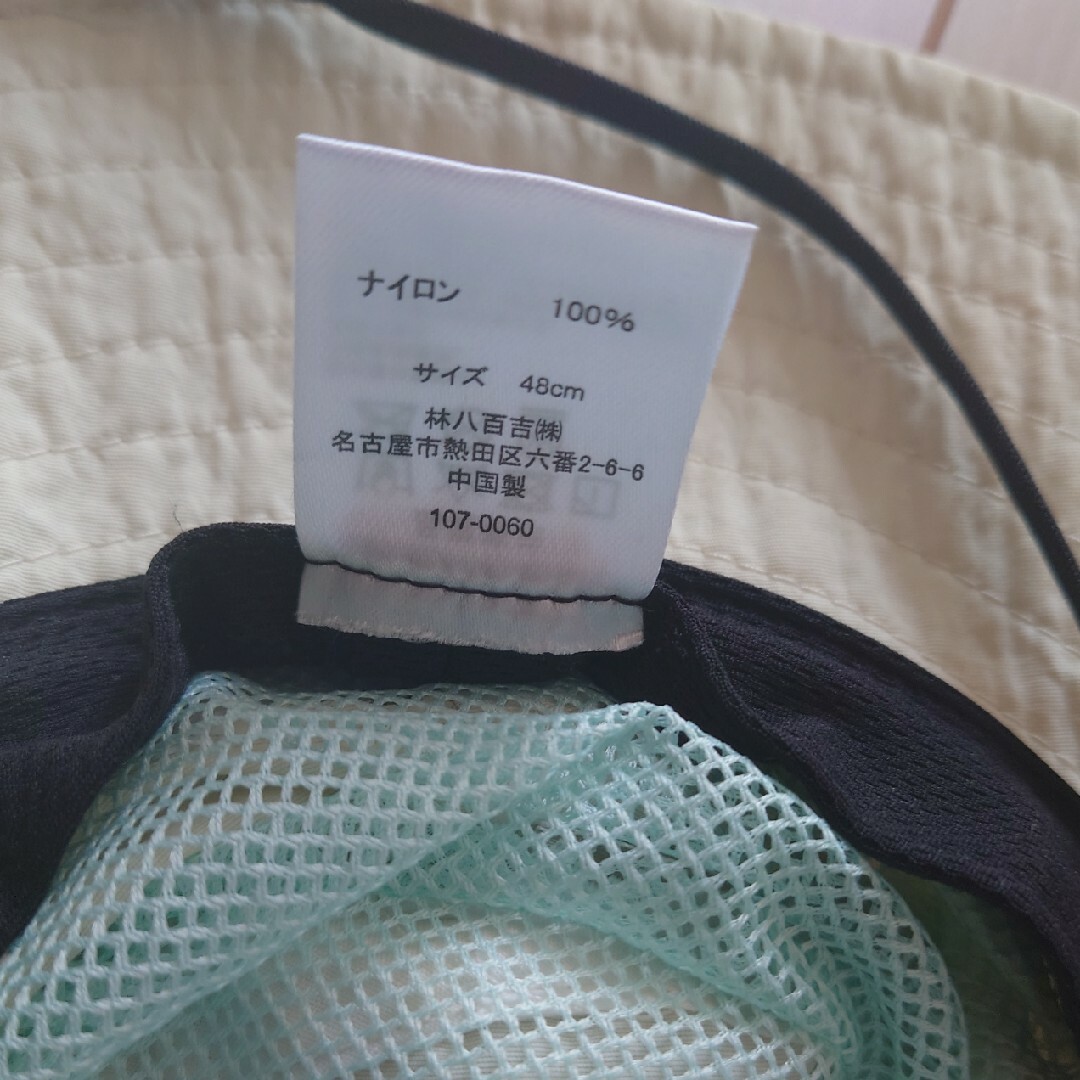 ナイロン 100%
サイズ 48cm
林八百吉㈱
名古屋市熱田区六番2-6-6
中国製
107-0060